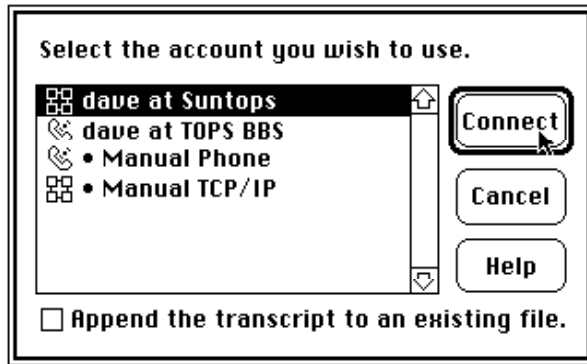 Select the account you wish to use.
dave at Suntops
dave at TOPS BBS
• Manual Phone
• Manual TCP/IP
Connect
Cancel
Help
Append the transcript to an existing file.